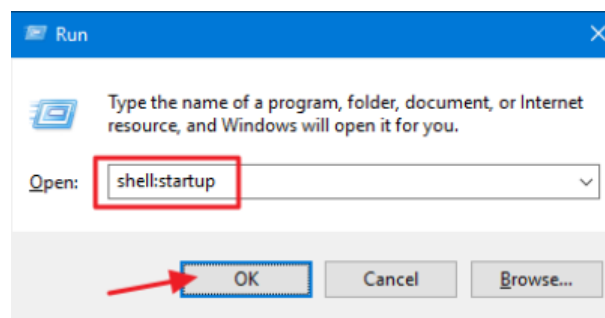 Run
Type the name of a program, folder, document, or Internet
resource, and Windows will open it for you.
Open: shell:startup
OK Cancel Browse...